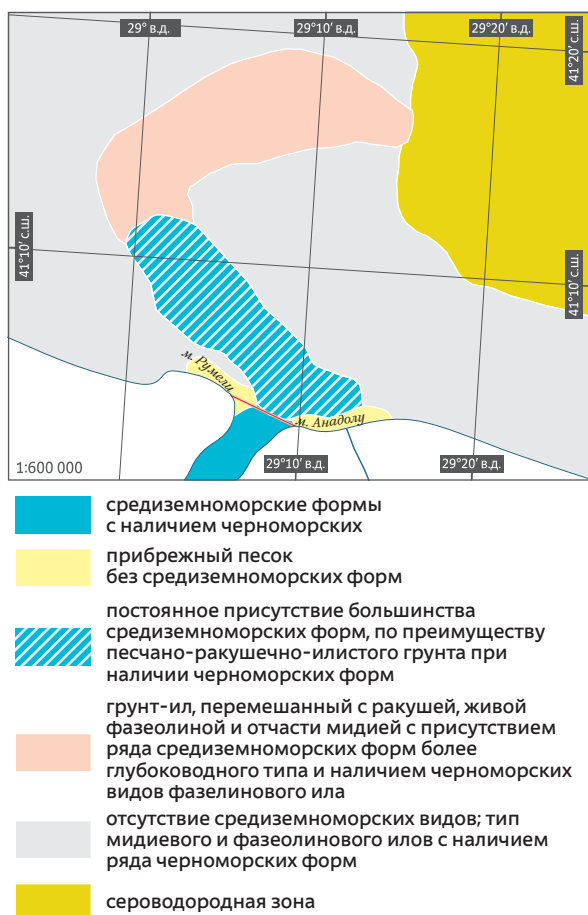 29° в.д.
29°10′ в.д.
29°20′ в.д.
41°20′ с.ш.
41°10′ с.ш.
41°10′ с.ш.
м. Румели
м. Анадолу
1:600 000
29°10′ в.д.
29°20′ в.д.
средиземноморские формы
с наличием черноморских
прибрежный песок
без средиземноморских форм
постоянное присутствие большинства
средиземноморских форм, по преимуществу
песчано-ракушечно-илистого грунта при
наличии черноморских форм
грунт-ил, перемешанный с ракушей, живой
фазеолиной и отчасти мидией с присутствием
ряда средиземноморских форм более
глубоководного типа и наличием черноморских
видов фазелинового ила
отсутствие средиземноморских видов; тип
мидиевого и фазеолинового илов с наличием
ряда черноморских форм
сероводородная зона